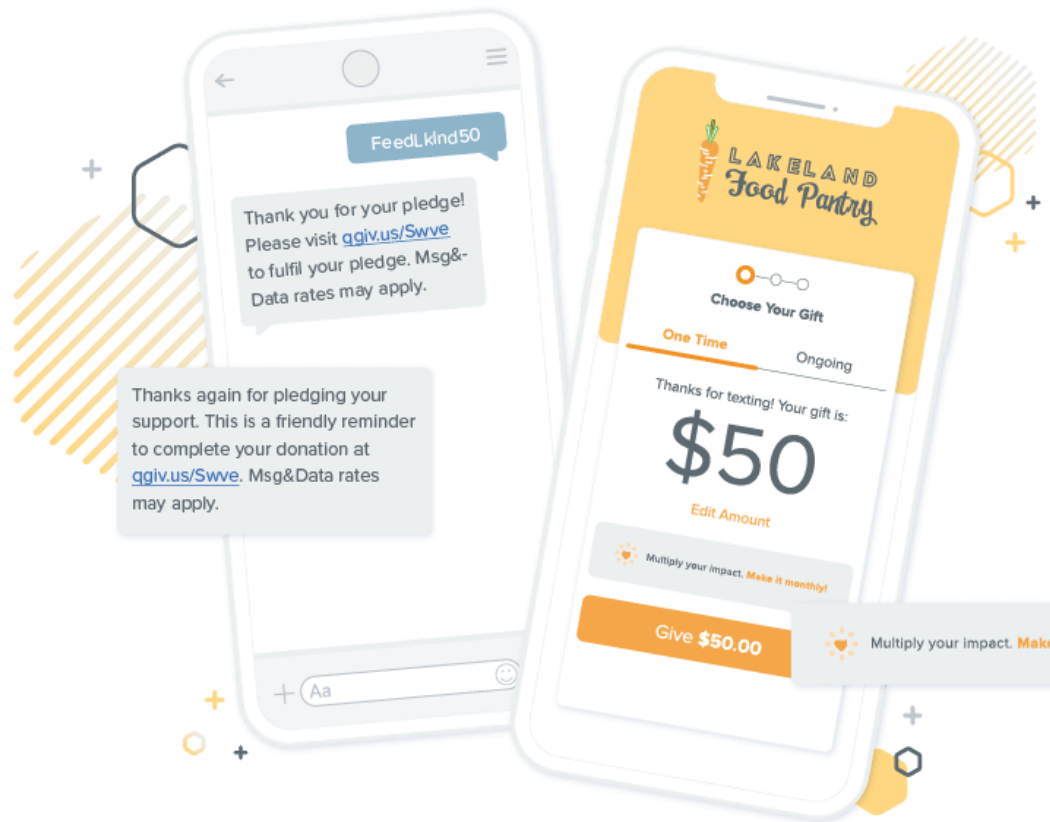 FeedLklnd50
Thank you for your pledge!
Please visit qgiv.us/Swve
to fulfil your pledge. Msg&-
Data rates may apply.
Thanks again for pledging your
support. This is a friendly reminder
to complete your donation at
qgiv.us/Swve. Msg&Data rates
may apply.
Aa
LAKELAND
Food Pantry
Choose Your Gift
One Time
Ongoing
Thanks for texting! Your gift is:
$50
Edit Amount
Multiply your impact. Make it monthly!
Give $50.00
Multiply your impact. Make